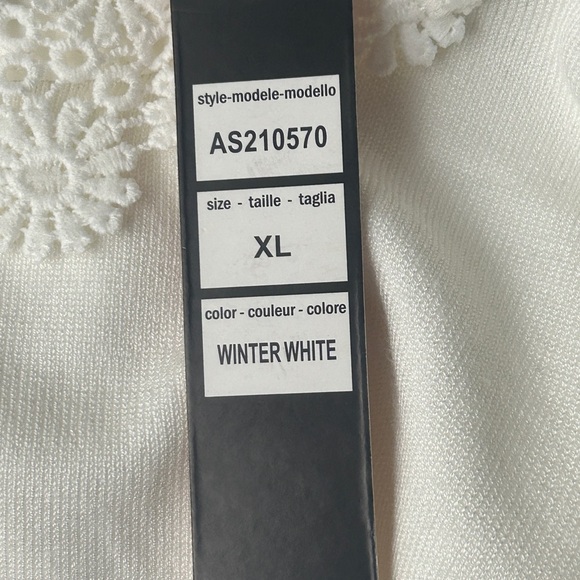 style-modele-modello
AS210570
size - taille - taglia
XL
color - couleur - colore
WINTER WHITE